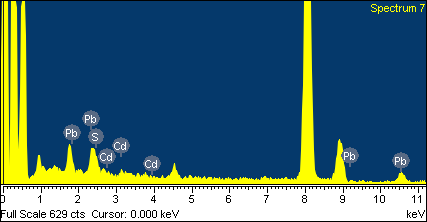 Spectrum 7
Pb
Pb
S
Cd
Cd
Cd
Pb
Pb
0 1 2 3 4 5 6 7 8 9 10 11
Full Scale 629 cts Cursor: 0.000 keV keV